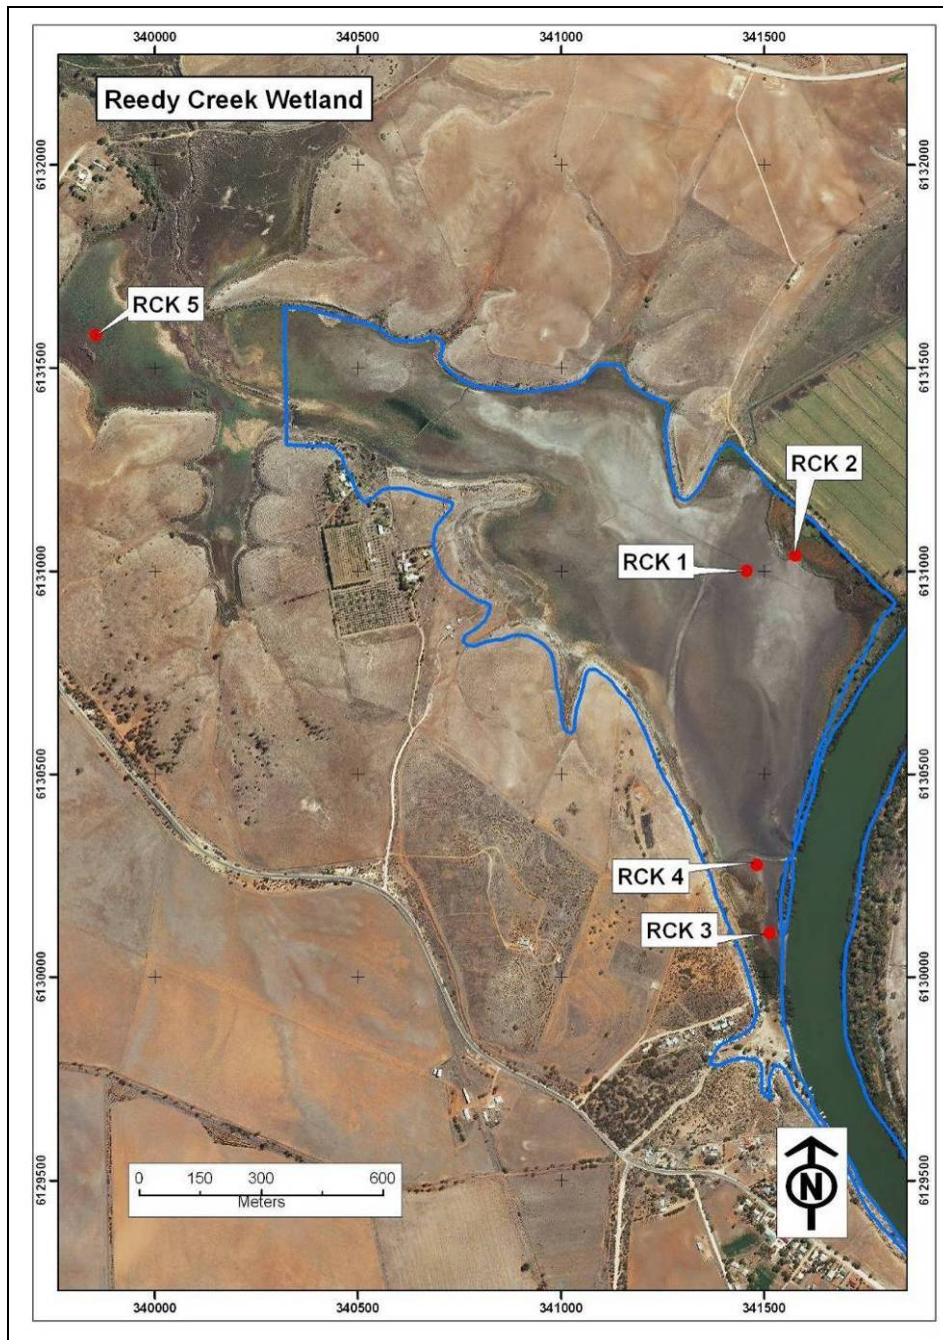 340000 340500 341000 341500
Reedy Creek Wetland
6132000 6132000
RCK 5
6131500 6131500
RCK 2
RCK 1
6131000 6131000
6130500 6130500
RCK 4
RCK 3
6130000 6130000
0 150 300 600
Meters
N
6129500 6129500
340000 340500 341000 341500